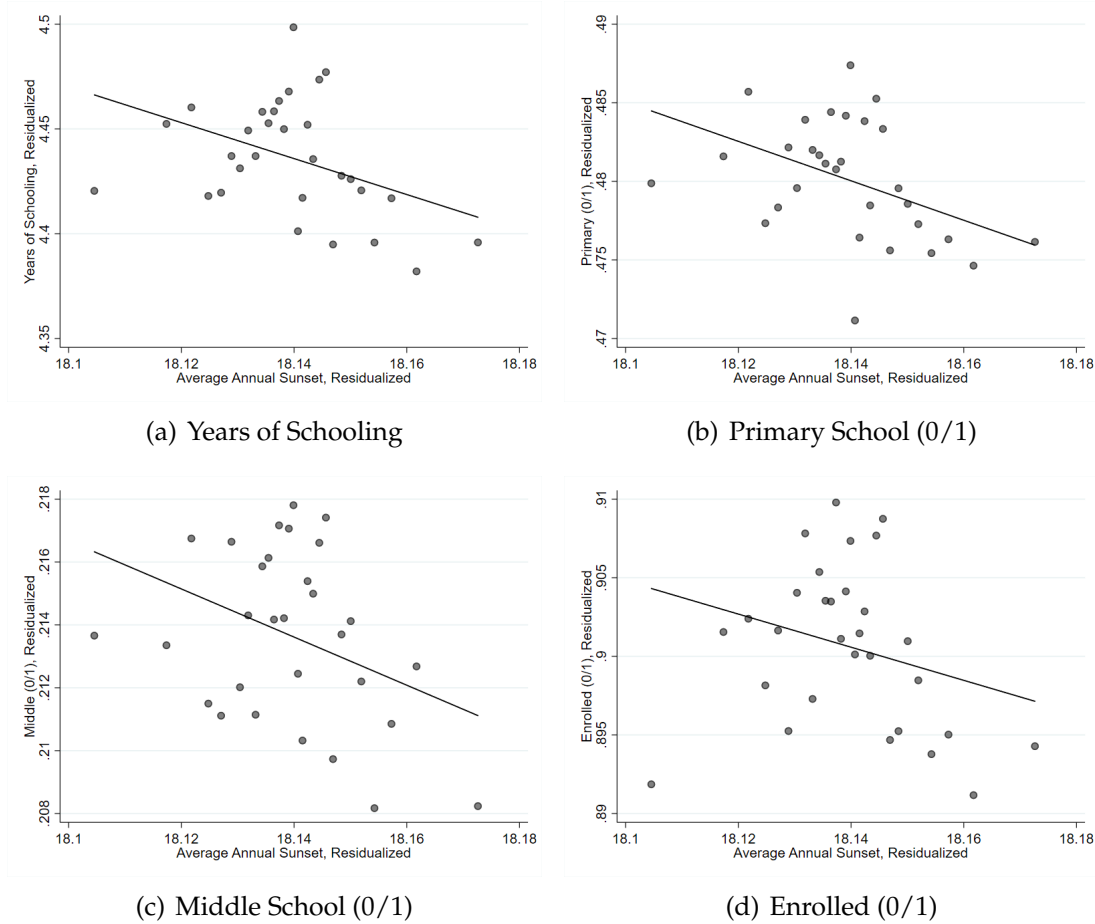 Years of Schooling, Residualized
4.35 4.4 4.45 4.5
18.1 18.12 18.14 18.16 18.18
Average Annual Sunset, Residualized
(a) Years of Schooling
Primary (0/1), Residualized
.47 .475 .48 .485 .49
18.1 18.12 18.14 18.16 18.18
Average Annual Sunset, Residualized
(b) Primary School (0/1)
Middle (0/1), Residualized
.208 .21 .212 .214 .216 .218
18.1 18.12 18.14 18.16 18.18
Average Annual Sunset, Residualized
(c) Middle School (0/1)
Enrolled (0/1), Residualized
.89 .895 .9 .905 .91
18.1 18.12 18.14 18.16 18.18
Average Annual Sunset, Residualized
(d) Enrolled (0/1)